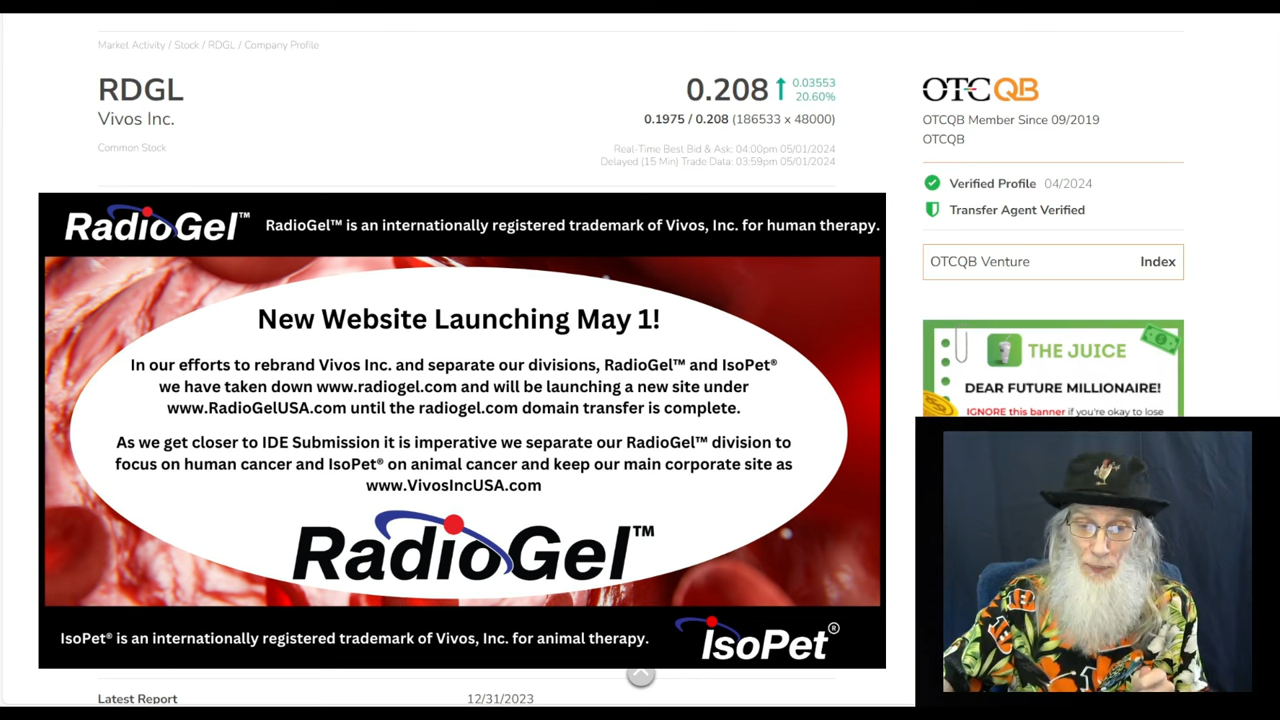 Market Activity / Stock / RDGL / Company Profile
RDGL
Vivos Inc.
Common Stock
0.208
0.03553
20.60%
0.1975 / 0.208 (186533 x 48000)
Real-Time Best Bid & Ask: 04:00pm 05/01/2024
Delayed (15 Min) Trade Data: 03:59pm 05/01/2024
OTCQB
OTCQB Member Since 09/2019
OTCQB
Verified Profile 04/2024
Transfer Agent Verified
OTCQB Venture Index
THE JUICE
DEAR FUTURE MILLIONAIRE!
IGNORE this banner if you're okay to lose
RadioGel™
RadioGel™ is an internationally registered trademark of Vivos, Inc. for human therapy.
New Website Launching May 1!
In our efforts to rebrand Vivos Inc. and separate our divisions, RadioGel™ and IsoPet®
we have taken down www.radiogel.com and will be launching a new site under
www.RadioGelUSA.com until the radiogel.com domain transfer is complete.
As we get closer to IDE Submission it is imperative we separate our RadioGel™ division to
focus on human cancer and IsoPet® on animal cancer and keep our main corporate site as
www.VivosIncUSA.com
RadioGel™
IsoPet® is an internationally registered trademark of Vivos, Inc. for animal therapy.
IsoPet®
Latest Report 12/31/2023